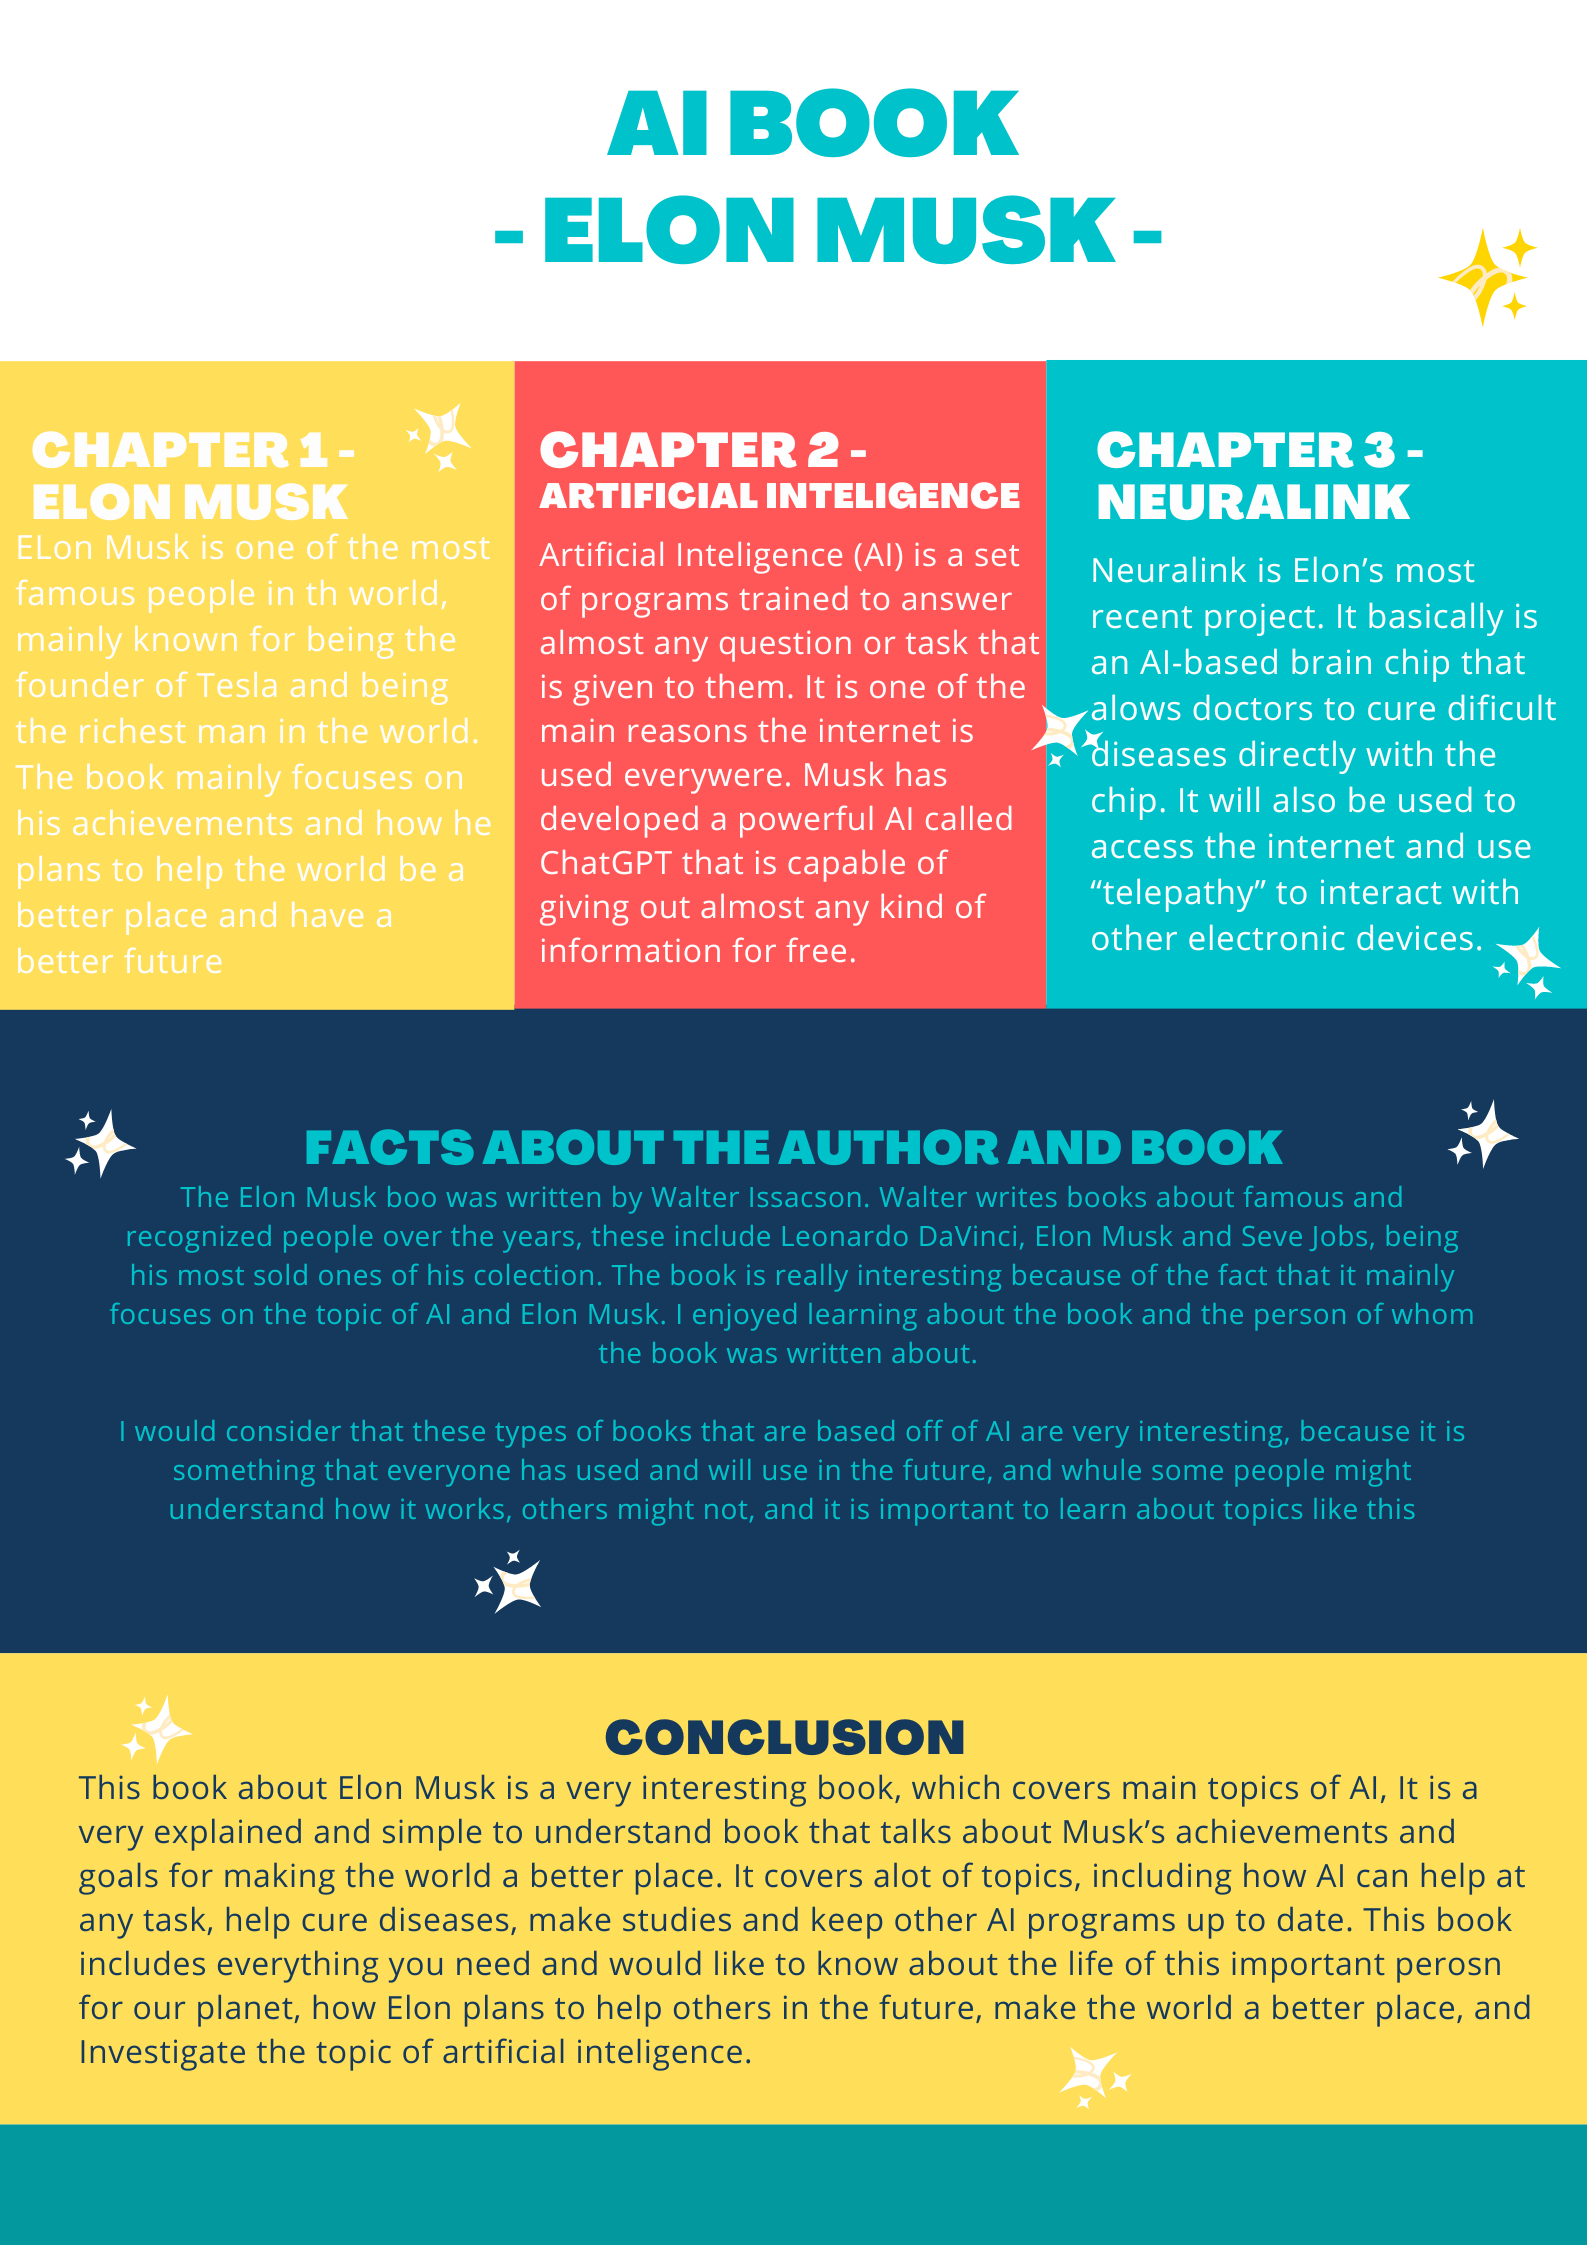 AI BOOK
- ELON MUSK -
CHAPTER 1 -
ELON MUSK
ELon Musk is one of the most
famous people in th world,
mainly known for being the
founder of Tesla and being
the richest man in the world.
The book mainly focuses on
his achievements and how he
plans to help the world be a
better place and have a
better future
CHAPTER 2 -
ARTIFICIAL INTELIGENCE
Artificial Inteligence (AI) is a set
of programs trained to answer
almost any question or task that
is given to them. It is one of the
main reasons the internet is
used everywere. Musk has
developed a powerful AI called
ChatGPT that is capable of
giving out almost any kind of
information for free.
CHAPTER 3 -
NEURALINK
Neuralink is Elon’s most
recent project. It basically is
an AI-based brain chip that
alows doctors to cure dificult
diseases directly with the
chip. It will also be used to
access the internet and use
“telepathy” to interact with
other electronic devices.
FACTS ABOUT THE AUTHOR AND BOOK
The Elon Musk boo was written by Walter Issacson. Walter writes books about famous and
recognized people over the years, these include Leonardo DaVinci, Elon Musk and Seve Jobs, being
his most sold ones of his colection. The book is really interesting because of the fact that it mainly
focuses on the topic of AI and Elon Musk. I enjoyed learning about the book and the person of whom
the book was written about.
I would consider that these types of books that are based off of AI are very interesting, because it is
something that everyone has used and will use in the future, and whule some people might
understand how it works, others might not, and it is important to learn about topics like this
CONCLUSION
This book about Elon Musk is a very interesting book, which covers main topics of AI, It is a
very explained and simple to understand book that talks about Musk’s achievements and
goals for making the world a better place. It covers alot of topics, including how AI can help at
any task, help cure diseases, make studies and keep other AI programs up to date. This book
includes everything you need and would like to know about the life of this important perosn
for our planet, how Elon plans to help others in the future, make the world a better place, and
Investigate the topic of artificial inteligence.